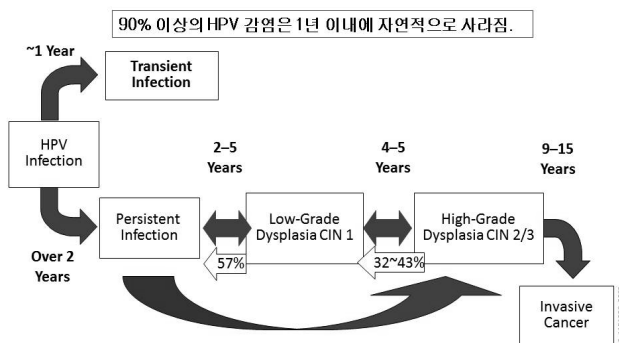 90% 이상의 HPV 감염은 1년 이내에 자연적으로 사라짐.
~1 Year
Transient
Infection
HPV
Infection
2–5
Years
4–5
Years
9–15
Years
Persistent
Infection
Low-Grade
Dysplasia CIN 1
High-Grade
Dysplasia CIN 2/3
Over 2
Years
57%
32~43%
Invasive
Cancer